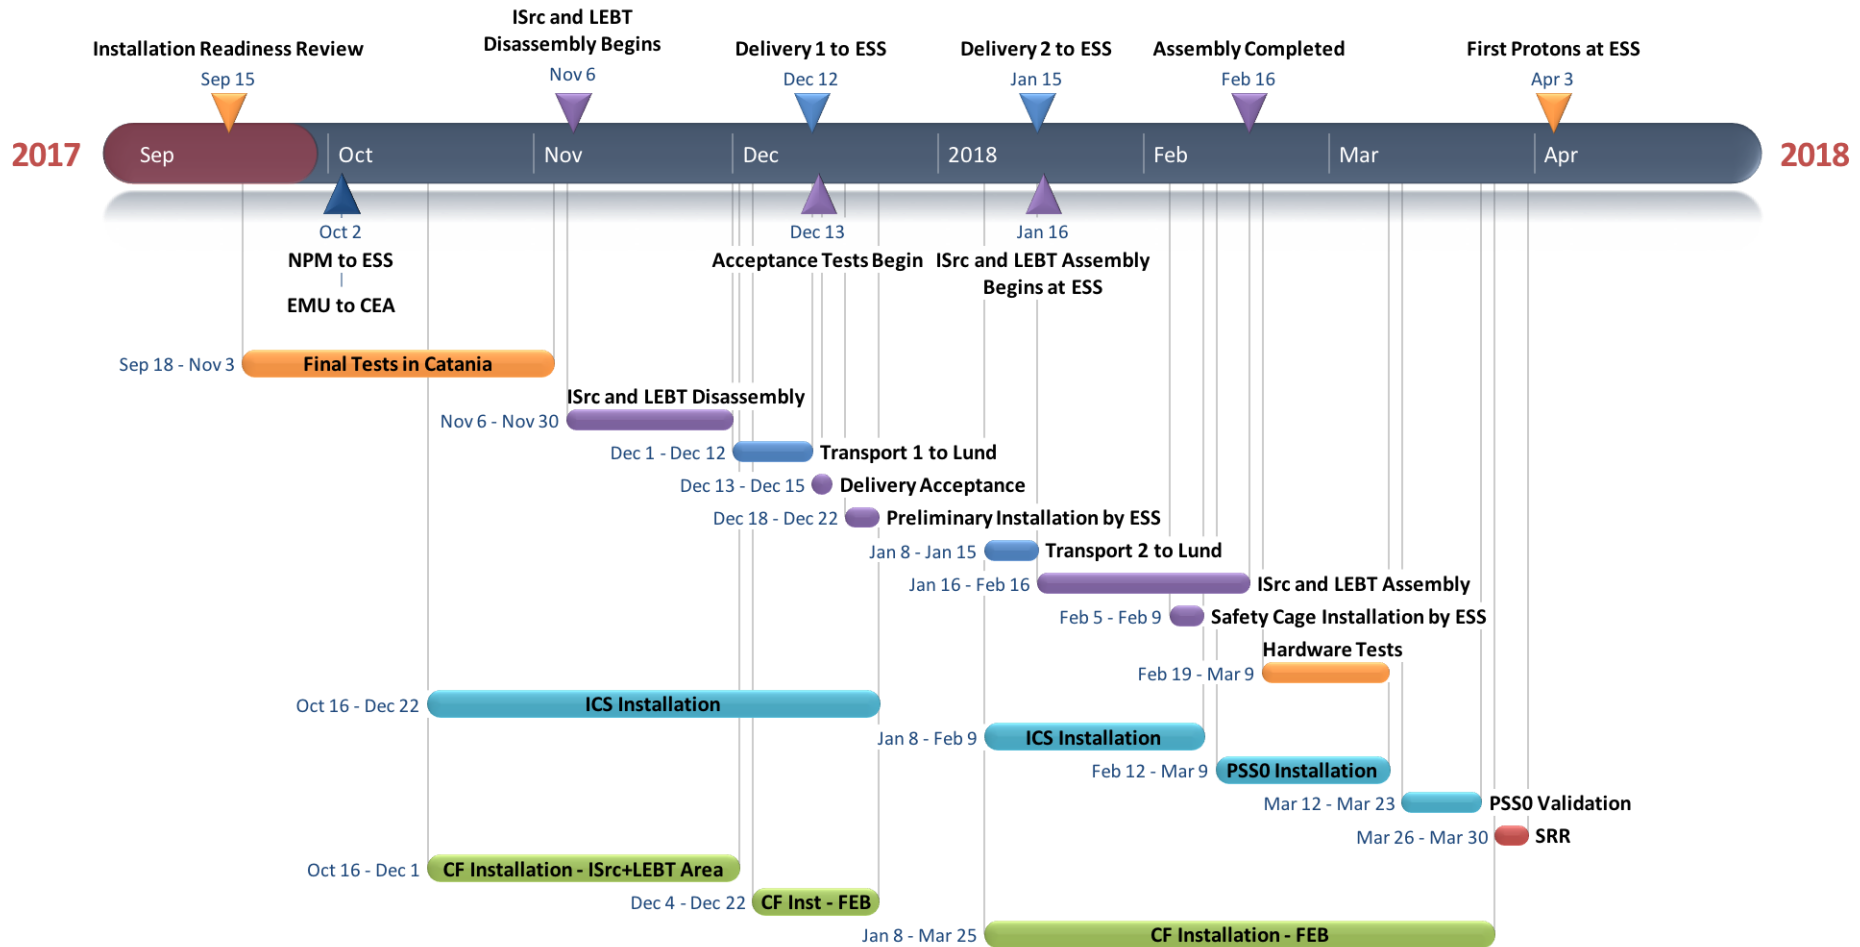 ISrc and LEBT
Disassembly Begins
Installation Readiness Review
Delivery 1 to ESS
Delivery 2 to ESS
Assembly Completed
First Protons at ESS
Sep 15
Nov 6
Dec 12
Jan 15
Feb 16
Apr 3
2017
Sep
Oct
Nov
Dec
2018
Feb
Mar
Apr
2018
Oct 2
Dec 13
Jan 16
NPM to ESS
EMU to CEA
Acceptance Tests Begin
ISrc and LEBT Assembly
Begins at ESS
Sep 18 - Nov 3
Final Tests in Catania
ISrc and LEBT Disassembly
Nov 6 - Nov 30
Dec 1 - Dec 12
Transport 1 to Lund
Dec 13 - Dec 15
Delivery Acceptance
Dec 18 - Dec 22
Preliminary Installation by ESS
Jan 8 - Jan 15
Transport 2 to Lund
Jan 16 - Feb 16
ISrc and LEBT Assembly
Feb 5 - Feb 9
Safety Cage Installation by ESS
Hardware Tests
Feb 19 - Mar 9
Oct 16 - Dec 22
ICS Installation
Jan 8 - Feb 9
ICS Installation
Feb 12 - Mar 9
PSS0 Installation
Mar 12 - Mar 23
PSS0 Validation
Mar 26 - Mar 30
SRR
Oct 16 - Dec 1
CF Installation - ISrc+LEBT Area
Dec 4 - Dec 22
CF Inst - FEB
Jan 8 - Mar 25
CF Installation - FEB